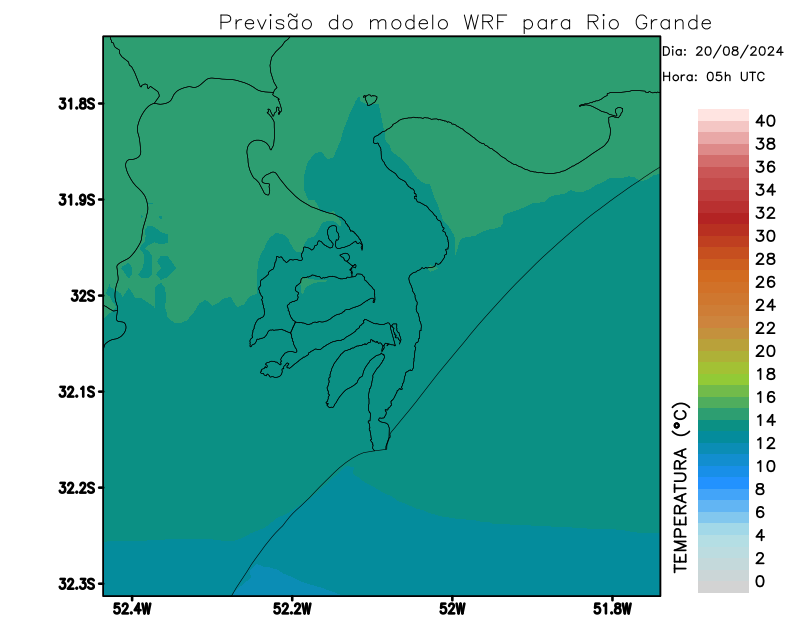 Previsão do modelo WRF para Rio Grande
Dia: 20/08/2024
Hora: 05h UTC
31.8S
31.9S
32S
32.1S
32.2S
32.3S
52.4W
52.2W
52W
51.8W
40
38
36
34
32
30
28
26
24
22
20
18
16
14
12
10
8
6
4
2
0
TEMPERATURA (°C)